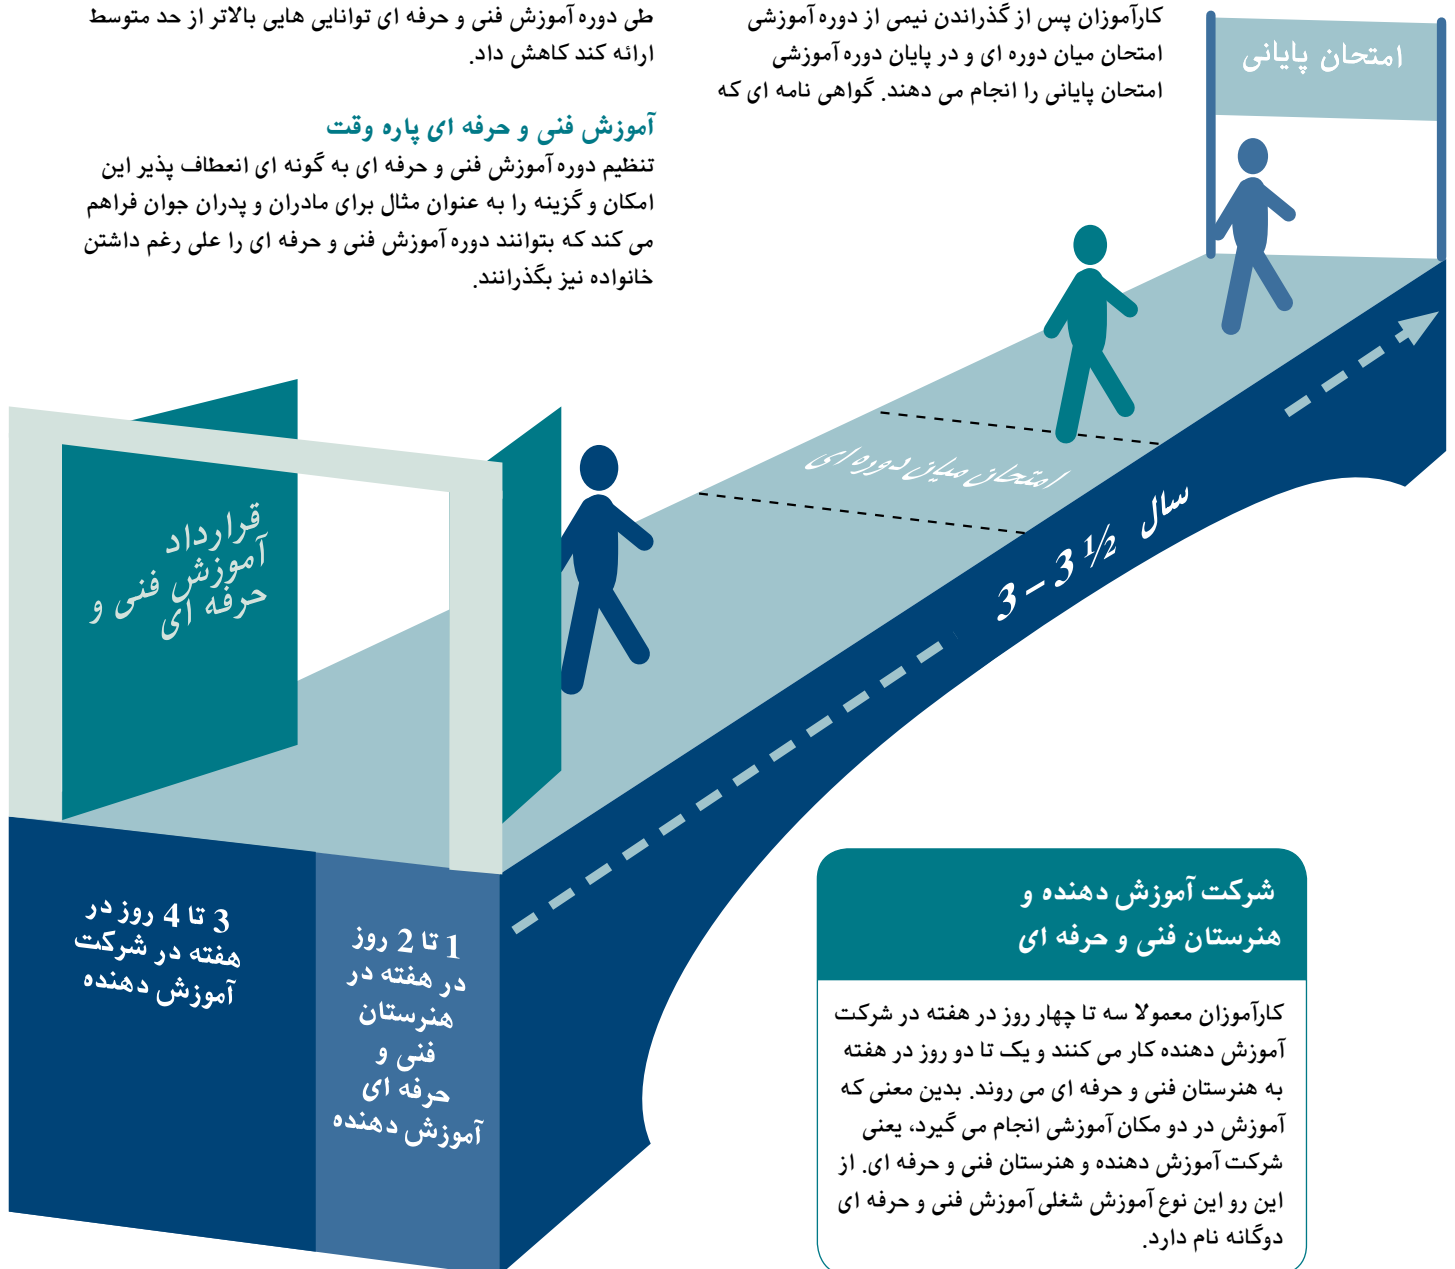 کارآموزان پس از گذراندن نیمی از دوره آموزشی
امتحان میان دوره ای و در پایان دوره آموزشی
امتحان پایانی را انجام می دهند. گواهی نامه ای که
طی دوره آموزش فنی و حرفه ای توانایی هایی بالاتر از حد متوسط
ارائه کند کاهش داد.
آموزش فنی و حرفه ای پاره وقت
تنظیم دوره آموزش فنی و حرفه ای به گونه ای انعطاف پذیر این
امکان و گزینه را به عنوان مثال برای مادران و پدران جوان فراهم
می کند که بتوانند دوره آموزش فنی و حرفه ای را علی رغم داشتن
خانواده نیز بگذرانند.
امتحان پایانی
امتحان میان دوره ای
3 – 3 ½ سال
قرارداد
آموزش فنی و
حرفه ای
3 تا 4 روز در
هفته در شرکت
آموزش دهنده
1 تا 2 روز
در هفته در
هنرستان
فنی و
حرفه ای
آموزش دهنده
شرکت آموزش دهنده و
هنرستان فنی و حرفه ای
کارآموزان معمولا سه تا چهار روز در هفته در شرکت
آموزش دهنده کار می کنند و یک تا دو روز در هفته
به هنرستان فنی و حرفه ای می روند. بدین معنی که
آموزش در دو مکان آموزشی انجام می گیرد، یعنی
شرکت آموزش دهنده و هنرستان فنی و حرفه ای. از
این رو این نوع آموزش شغلی آموزش فنی و حرفه ای
دوگانه نام دارد.